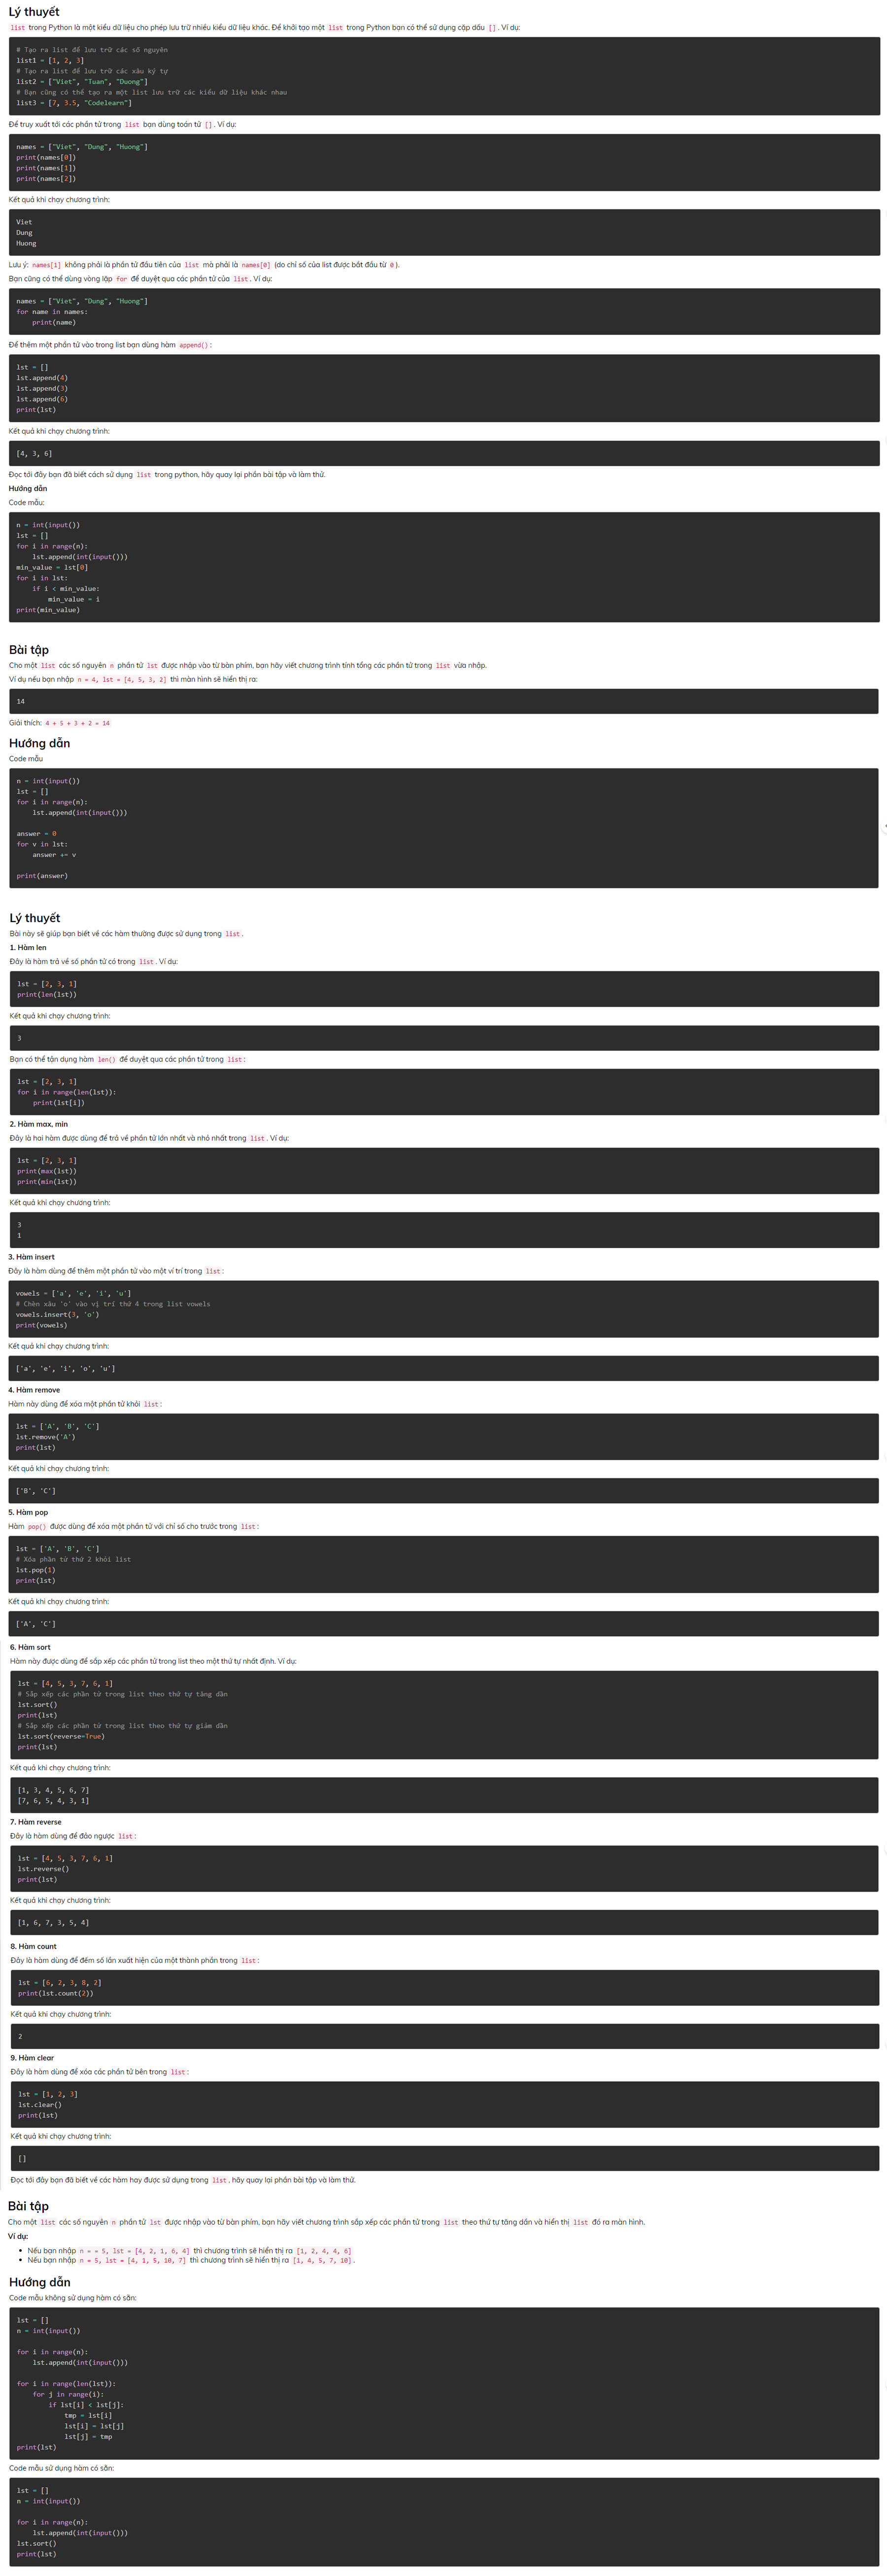 Lý thuyết
list trong Python là một kiểu dữ liệu cho phép lưu trữ nhiều kiểu dữ liệu khác. Để khởi tạo một list trong Python bạn có thể sử dụng cặp dấu []. Ví dụ:
# Tạo ra list để lưu trữ các số nguyên
list1 = [1, 2, 3]
# Tạo ra list để lưu trữ các xâu ký tự
list2 = ["Viet", "Tuan", "Duong"]
# Bạn cũng có thể tạo ra một list lưu trữ các kiểu dữ liệu khác nhau
list3 = [7, 3.5, "Codelearn"]
Để truy xuất tới các phần tử trong list bạn dùng toán tử []. Ví dụ:
names = ["Viet", "Dung", "Huong"]
print(names[0])
print(names[1])
print(names[2])
Kết quả khi chạy chương trình:
Viet
Dung
Huong
Lưu ý: names[1] không phải là phần tử đầu tiên của list mà phải là names[0] (do chỉ số của list được bắt đầu từ 0).
Bạn cũng có thể dùng vòng lặp for để duyệt qua các phần tử của list. Ví dụ:
names = ["Viet", "Dung", "Huong"]
for name in names:
    print(name)
Để thêm một phần tử vào trong list bạn dùng hàm append():
lst = []
lst.append(4)
lst.append(3)
lst.append(6)
print(lst)
Kết quả khi chạy chương trình:
[4, 3, 6]
Đọc tới đây bạn đã biết cách sử dụng list trong python, hãy quay lại phần bài tập và làm thử.
Hướng dẫn
Code mẫu:
n = int(input())
lst = []
for i in range(n):
    lst.append(int(input()))
min_value = lst[0]
for i in lst:
    if i < min_value:
        min_value = i
print(min_value)
Bài tập
Cho một list các số nguyên n phần tử lst được nhập vào từ bàn phím, bạn hãy viết chương trình tính tổng các phần tử trong list vừa nhập.
Ví dụ nếu bạn nhập n = 4, lst = [4, 5, 3, 2] thì màn hình sẽ hiển thị ra:
14
Giải thích: 4 + 5 + 3 + 2 = 14
Hướng dẫn
Code mẫu
n = int(input())
lst = []
for i in range(n):
    lst.append(int(input()))
answer = 0
for v in lst:
    answer += v
print(answer)
Lý thuyết
Bài này sẽ giúp bạn biết về các hàm thường được sử dụng trong list.
1. Hàm len
Đây là hàm trả về số phần tử có trong list. Ví dụ:
lst = [2, 3, 1]
print(len(lst))
Kết quả khi chạy chương trình:
3
Bạn có thể tận dụng hàm len() để duyệt qua các phần tử trong list:
lst = [2, 3, 1]
for i in range(len(lst)):
    print(lst[i])
2. Hàm max, min
Đây là hai hàm được dùng để trả về phần tử lớn nhất và nhỏ nhất trong list. Ví dụ:
lst = [2, 3, 1]
print(max(lst))
print(min(lst))
Kết quả khi chạy chương trình:
3
1
3. Hàm insert
Đây là hàm dùng để thêm một phần tử vào một ví trí trong list:
vowels = ['a', 'e', 'i', 'u']
# Chèn xâu 'o' vào vị trí thứ 4 trong list vowels
vowels.insert(3, 'o')
print(vowels)
Kết quả khi chạy chương trình:
['a', 'e', 'i', 'o', 'u']
4. Hàm remove
Hàm này dùng để xóa một phần tử khỏi list:
lst = ['A', 'B', 'C']
lst.remove('A')
print(lst)
Kết quả khi chạy chương trình:
['B', 'C']
5. Hàm pop
Hàm pop() được dùng để xóa một phần tử với chỉ số cho trước trong list:
lst = ['A', 'B', 'C']
# Xóa phần tử thứ 2 khỏi list
lst.pop(1)
print(lst)
Kết quả khi chạy chương trình:
['A', 'C']
6. Hàm sort
Hàm này được dùng để sắp xếp các phần tử trong list theo một thứ tự nhất định. Ví dụ:
lst = [4, 5, 3, 7, 6, 1]
# Sắp xếp các phần tử trong list theo thứ tự tăng dần
lst.sort()
print(lst)
# Sắp xếp các phần tử trong list theo thứ tự giảm dần
lst.sort(reverse=True)
print(lst)
Kết quả khi chạy chương trình:
[1, 3, 4, 5, 6, 7]
[7, 6, 5, 4, 3, 1]
7. Hàm reverse
Đây là hàm dùng để đảo ngược list:
lst = [4, 5, 3, 7, 6, 1]
lst.reverse()
print(lst)
Kết quả khi chạy chương trình:
[1, 6, 7, 3, 5, 4]
8. Hàm count
Đây là hàm dùng để đếm số lần xuất hiện của một thành phần trong list:
lst = [6, 2, 3, 8, 2]
print(lst.count(2))
Kết quả khi chạy chương trình:
2
9. Hàm clear
Đây là hàm dùng để xóa các phần tử bên trong list:
lst = [1, 2, 3]
lst.clear()
print(lst)
Kết quả khi chạy chương trình:
[]
Đọc tới đây bạn đã biết về các hàm hay được sử dụng trong list, hãy quay lại phần bài tập và làm thử.
Bài tập
Cho một list các số nguyên n phần tử lst được nhập vào từ bàn phím, bạn hãy viết chương trình sắp xếp các phần tử trong list theo thứ tự tăng dần và hiển thị list đó ra màn hình.
Ví dụ:
• Nếu bạn nhập n = = 5, lst = [4, 2, 1, 6, 4] thì chương trình sẽ hiển thị ra [1, 2, 4, 4, 6]
• Nếu bạn nhập n = 5, lst = [4, 1, 5, 10, 7] thì chương trình sẽ hiển thị ra [1, 4, 5, 7, 10].
Hướng dẫn
Code mẫu không sử dụng hàm có sẵn:
lst = []
n = int(input())
for i in range(n):
    lst.append(int(input()))
for i in range(len(lst)):
    for j in range(i):
        if lst[i] < lst[j]:
            tmp = lst[i]
            lst[i] = lst[j]
            lst[j] = tmp
print(lst)
Code mẫu sử dụng hàm có sẵn:
lst = []
n = int(input())
for i in range(n):
    lst.append(int(input()))
lst.sort()
print(lst)